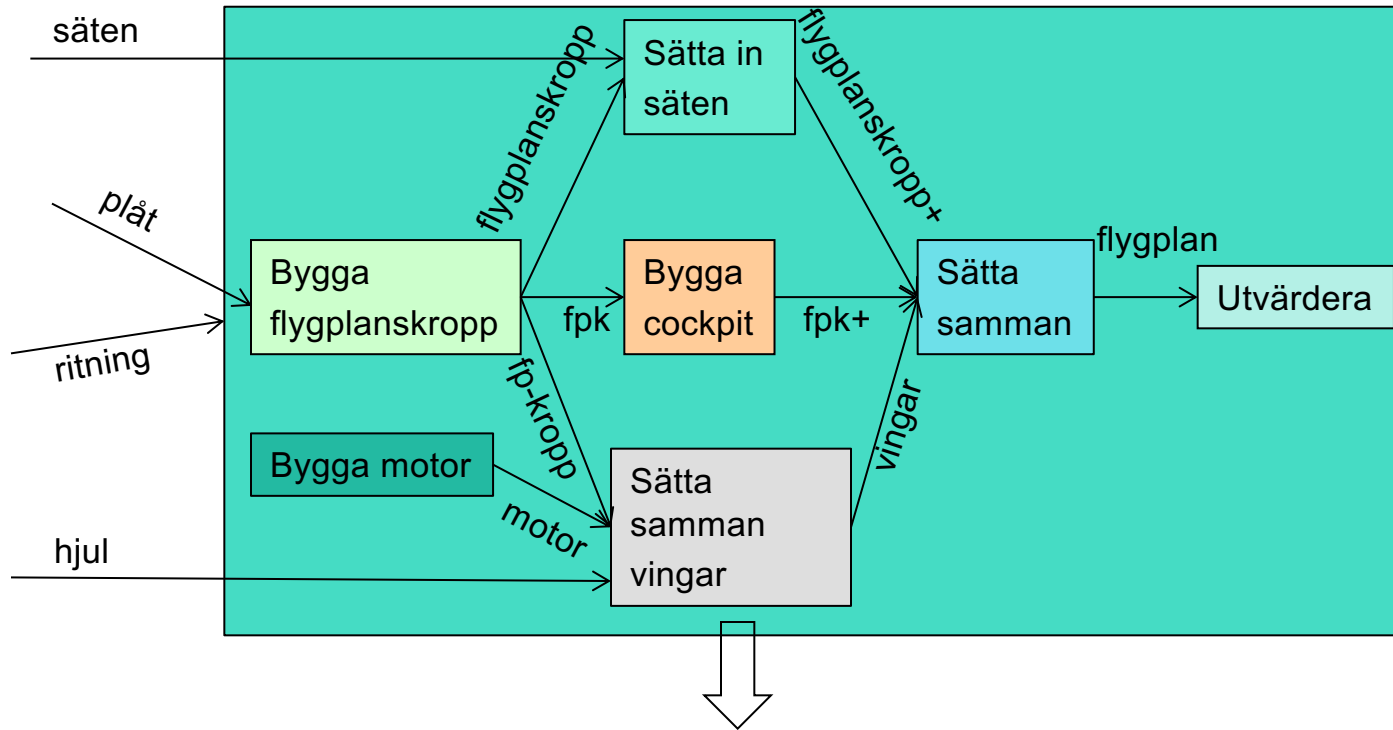 säten
flygplanskropp
Sätta in
säten
flygplanskropp+
plåt
ritning
Bygga
flygplanskropp
fpk
Bygga
cockpit
fpk+
Sätta
samman
flygplan
Utvärdera
fp-kropp
Bygga motor
motor
Sätta
samman
vingar
vingar
hjul